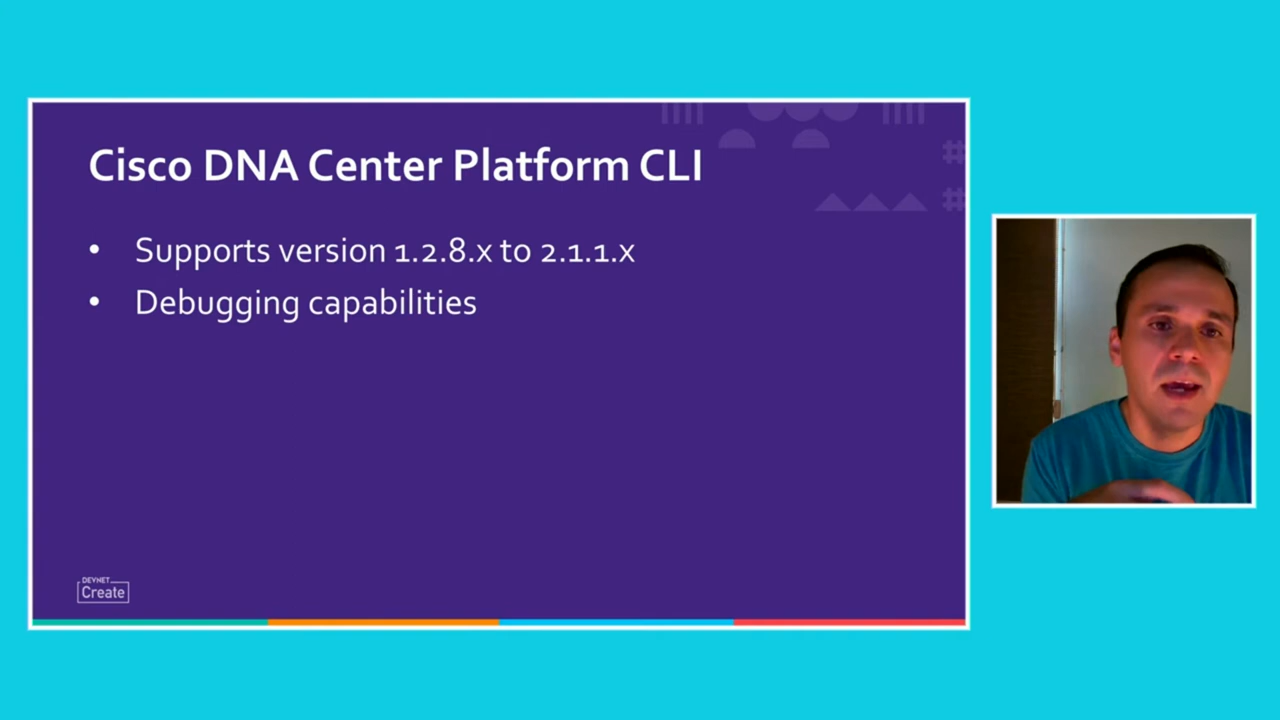 Cisco DNA Center Platform CLI
• Supports version 1.2.8.x to 2.1.1.x
• Debugging capabilities
DEVNET
Create